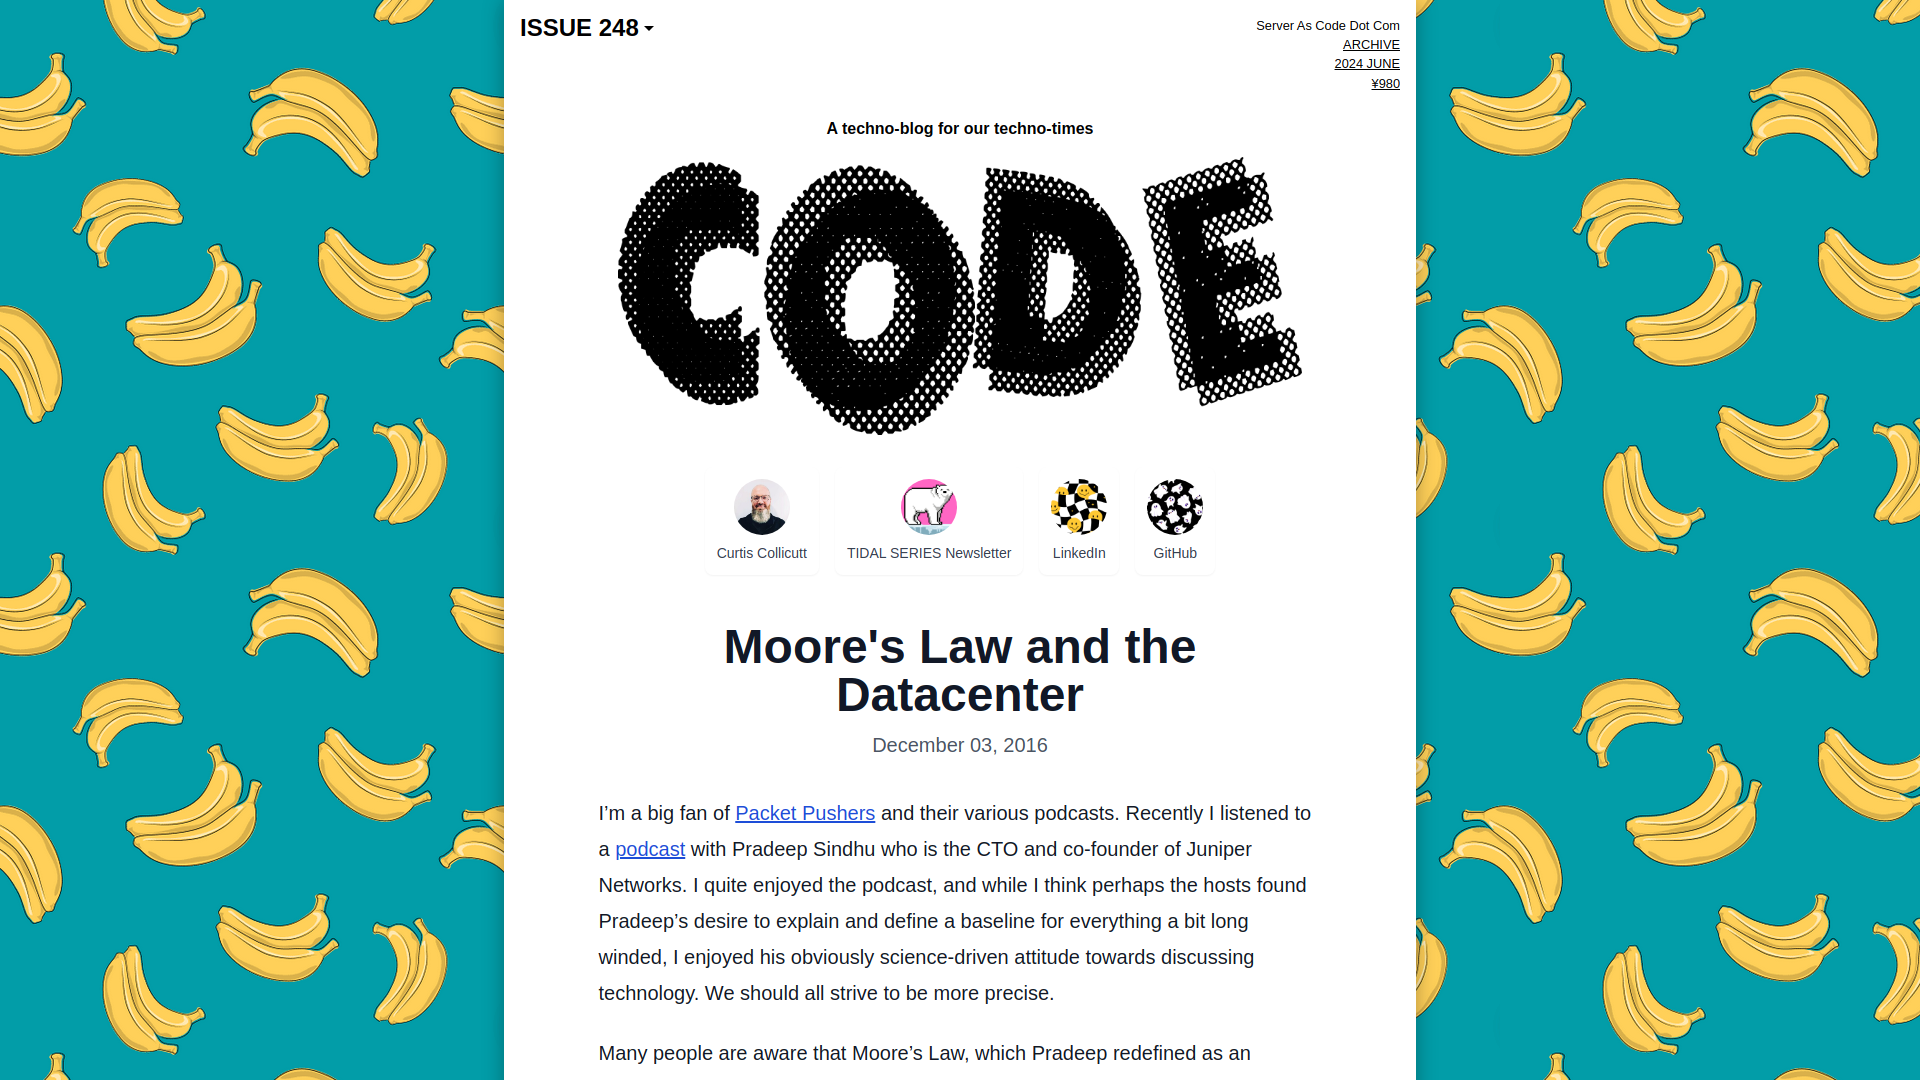 ISSUE 248
Server As Code Dot Com
ARCHIVE
2024 JUNE
¥980
A techno-blog for our techno-times
CODE
Curtis Collicutt
TIDAL SERIES Newsletter
LinkedIn
GitHub
Moore's Law and the
Datacenter
December 03, 2016
I’m a big fan of Packet Pushers and their various podcasts. Recently I listened to
a podcast with Pradeep Sindhu who is the CTO and co-founder of Juniper
Networks. I quite enjoyed the podcast, and while I think perhaps the hosts found
Pradeep’s desire to explain and define a baseline for everything a bit long
winded, I enjoyed his obviously science-driven attitude towards discussing
technology. We should all strive to be more precise.
Many people are aware that Moore’s Law, which Pradeep redefined as an